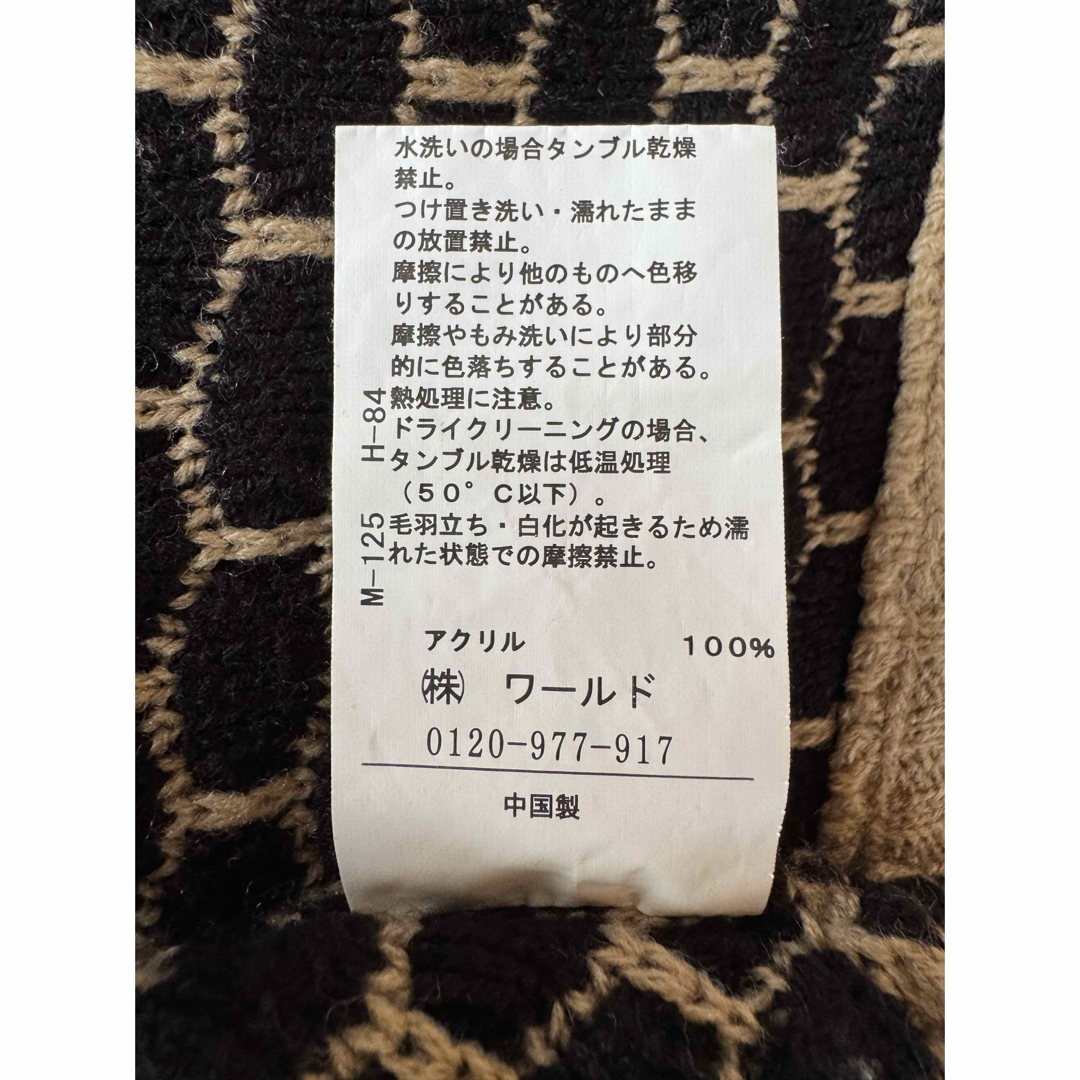 水洗いの場合タンブル乾燥
禁止。
つけ置き洗い・濡れたまま
の放置禁止。
摩擦により他のものへ色移
りすることがある。
摩擦やもみ洗いにより部分
的に色落ちすることがある。
熱処理に注意。
ドライクリーニングの場合、
タンブル乾燥は低温処理
（５０°Ｃ以下）。
毛羽立ち・白化が起きるため濡
れた状態での摩擦禁止。
M-125 H-84
アクリル 100%
㈱ ワールド
0120-977-917
中国製